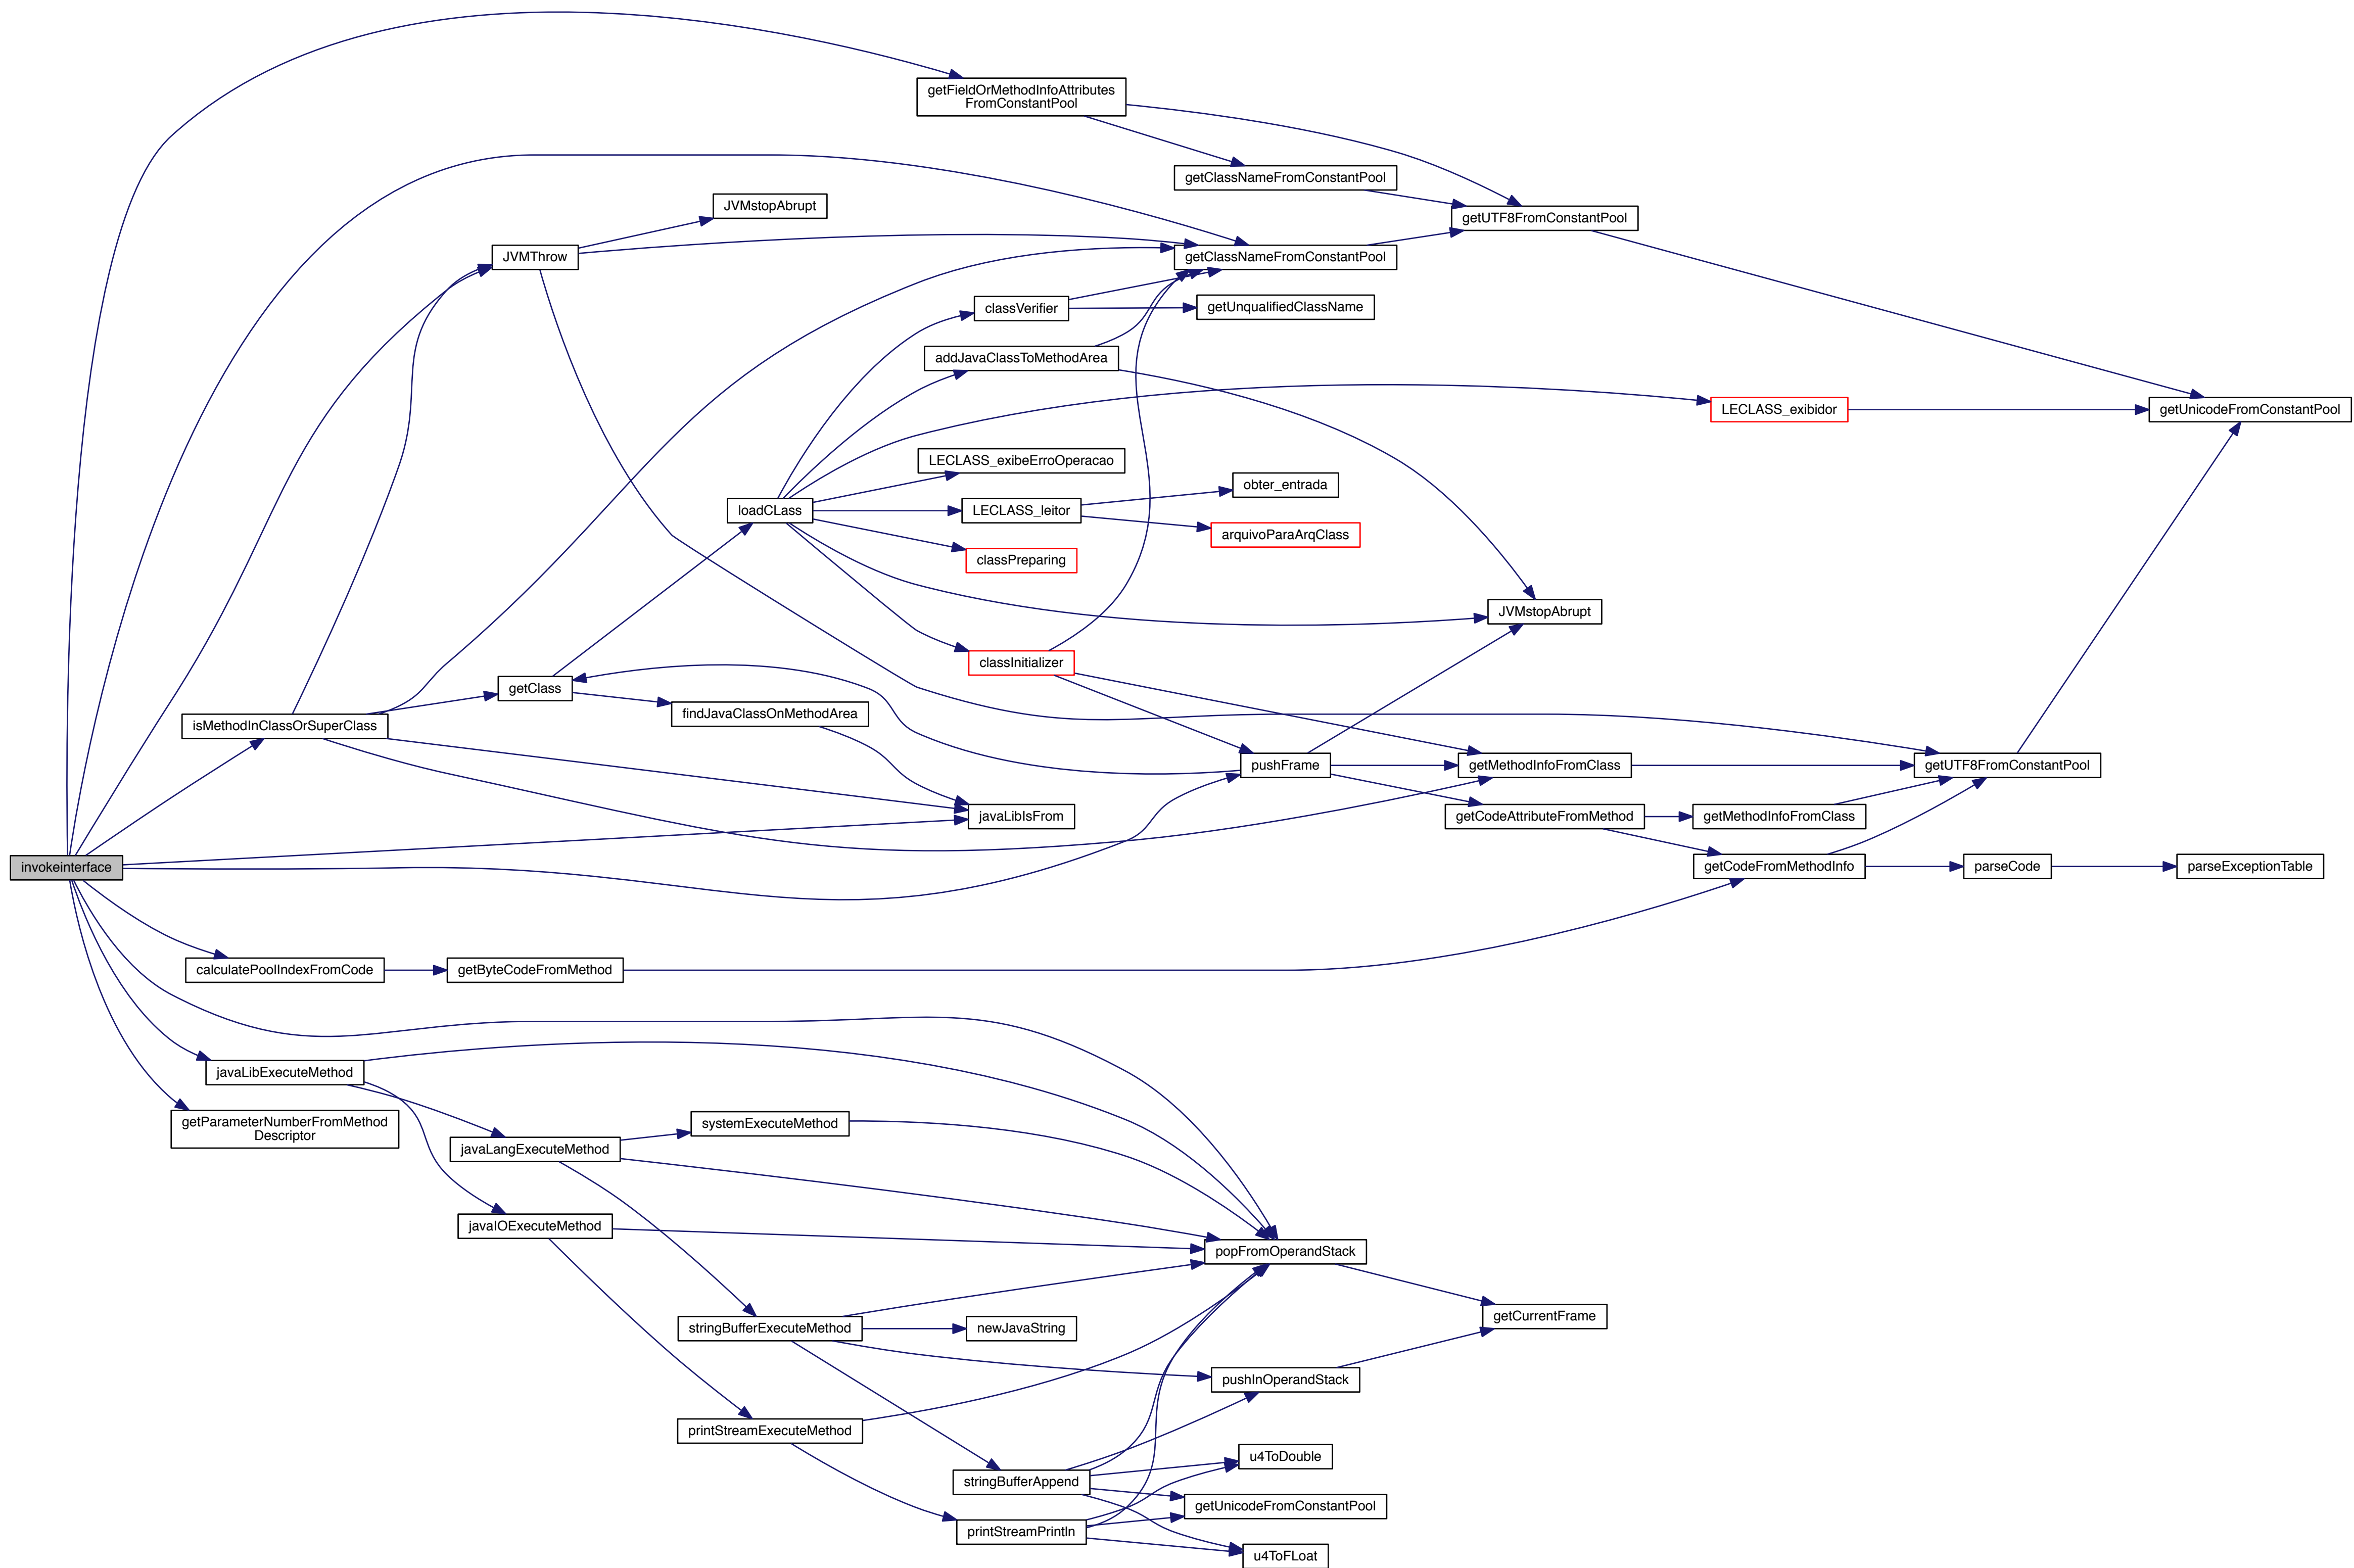 getFieldOrMethodInfoAttributes
FromConstantPool
getClassNameFromConstantPool
JVMstopAbrupt
getUTF8FromConstantPool
JVMThrow
getClassNameFromConstantPool
classVerifier
getUnqualifiedClassName
addJavaClassToMethodArea
LECLASS_exibidor
getUnicodeFromConstantPool
LECLASS_exibeErroOperacao
obter_entrada
loadCLass
LECLASS_leitor
arquivoParaArqClass
classPreparing
JVMstopAbrupt
classInitializer
getClass
findJavaClassOnMethodArea
isMethodInClassOrSuperClass
pushFrame
getMethodInfoFromClass
getUTF8FromConstantPool
javaLibIsFrom
getCodeAttributeFromMethod
getMethodInfoFromClass
invokeinterface
getCodeFromMethodInfo
parseCode
parseExceptionTable
calculatePoolIndexFromCode
getByteCodeFromMethod
javaLibExecuteMethod
getParameterNumberFromMethod
Descriptor
systemExecuteMethod
javaLangExecuteMethod
javaIOExecuteMethod
popFromOperandStack
getCurrentFrame
stringBufferExecuteMethod
newJavaString
pushInOperandStack
printStreamExecuteMethod
u4ToDouble
stringBufferAppend
getUnicodeFromConstantPool
printStreamPrintln
u4ToFLoat